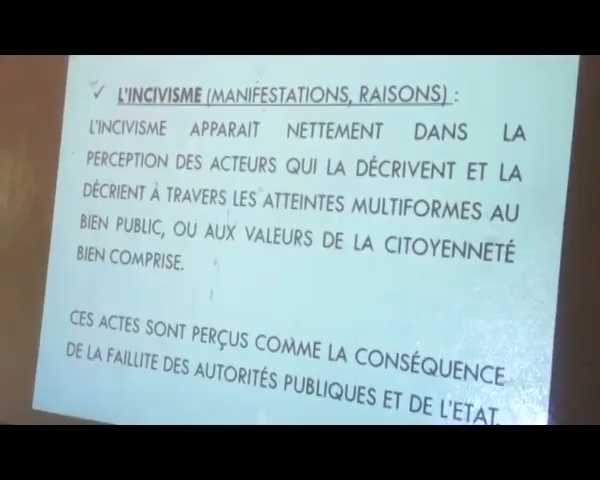 ✓ L'INCIVISME (MANIFESTATIONS, RAISONS) :
L'INCIVISME APPARAIT NETTEMENT DANS LA
PERCEPTION DES ACTEURS QUI LA DÉCRIVENT ET LA
DÉCRIENT À TRAVERS LES ATTEINTES MULTIFORMES AU
BIEN PUBLIC, OU AUX VALEURS DE LA CITOYENNETÉ
BIEN COMPRISE.
CES ACTES SONT PERÇUS COMME LA CONSÉQUENCE
DE LA FAILLITE DES AUTORITÉS PUBLIQUES ET DE L'ETAT.